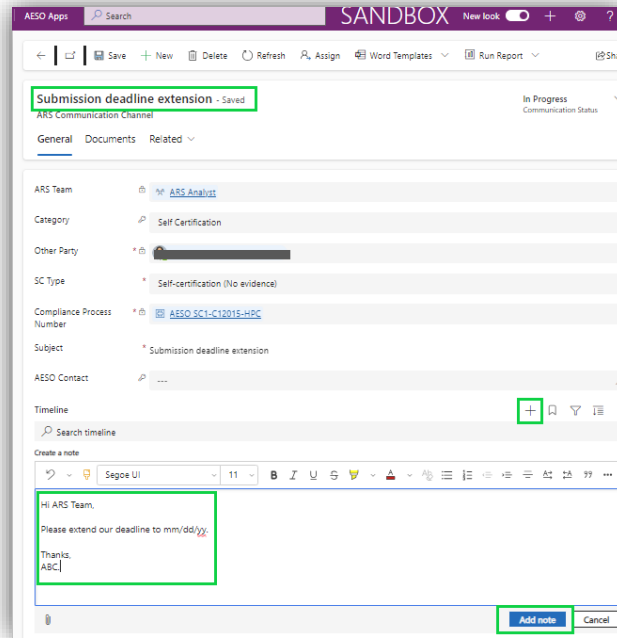 AESO Apps Search SANDBOX New look ?
Save New Delete Refresh Assign Word Templates Run Report Sha
Submission deadline extension - Saved
ARS Communication Channel
In Progress
Communication Status
General Documents Related
ARS Team ARS Analyst
Category Self Certification
Other Party *
SC Type * Self-certification (No evidence)
Compliance Process Number * AESO SC1-C12015-HPC
Subject * Submission deadline extension
AESO Contact ---
Timeline
Search timeline
Create a note
Segoe UI 11 B I U S
Hi ARS Team,
Please extend our deadline to mm/dd/yy.
Thanks,
ABC.
Add note Cancel